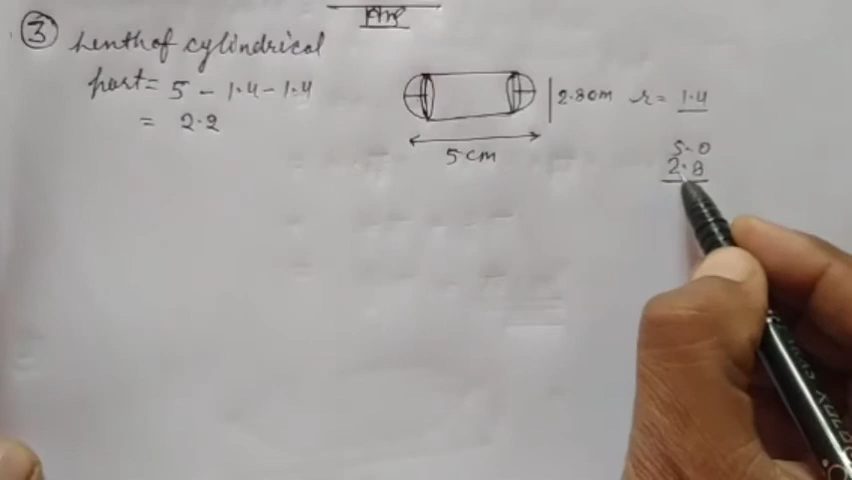 Ans
③ Lenth of cylindrical
part = 5 - 1.4 - 1.4
= 2.2
2.80m r = 1.4
5 cm
5.0
2.8